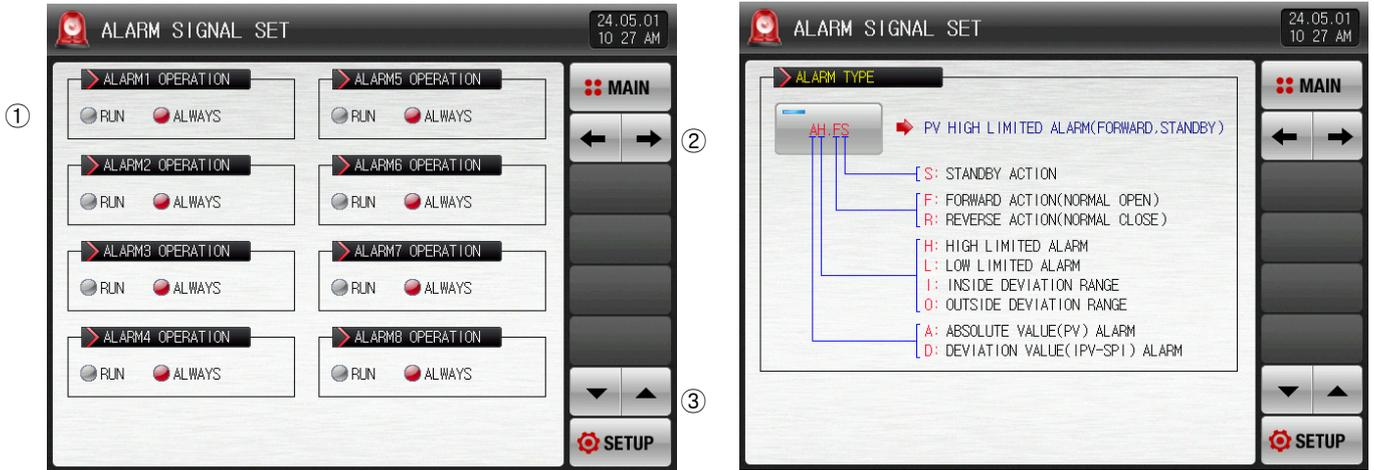 ALARM SIGNAL SET
24.05.01
10 27 AM
①
ALARM1 OPERATION
RUN ALWAYS
ALARM5 OPERATION
RUN ALWAYS
ALARM2 OPERATION
RUN ALWAYS
ALARM6 OPERATION
RUN ALWAYS
ALARM3 OPERATION
RUN ALWAYS
ALARM7 OPERATION
RUN ALWAYS
ALARM4 OPERATION
RUN ALWAYS
ALARM8 OPERATION
RUN ALWAYS
MAIN
②
③
SETUP
ALARM SIGNAL SET
24.05.01
10 27 AM
ALARM TYPE
AH.FS
PV HIGH LIMITED ALARM(FORWARD,STANDBY)
S: STANDBY ACTION
F: FORWARD ACTION(NORMAL OPEN)
R: REVERSE ACTION(NORMAL CLOSE)
H: HIGH LIMITED ALARM
L: LOW LIMITED ALARM
I: INSIDE DEVIATION RANGE
O: OUTSIDE DEVIATION RANGE
A: ABSOLUTE VALUE(PV) ALARM
D: DEVIATION VALUE(IPV-SPI) ALARM
MAIN
SETUP